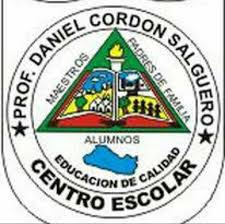 PROF. DANIEL CORDON SALGUERO
MAESTROS
PADRES DE FAMILIA
ALUMNOS
EDUCACION DE CALIDAD
CENTRO ESCOLAR